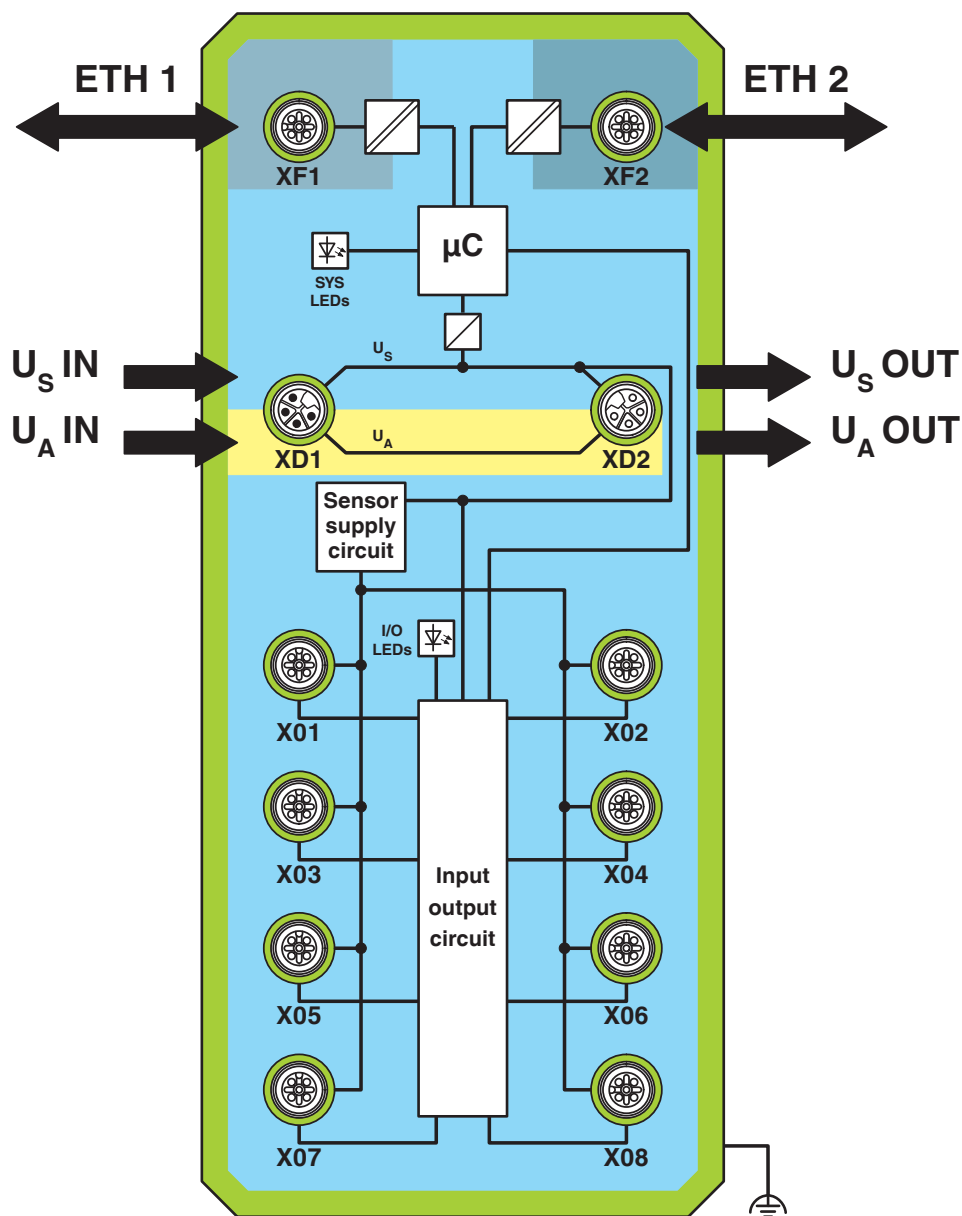 ETH 1
ETH 2
XF1
XF2
µC
SYS
LEDs
US IN
US
US OUT
UA IN
UA
UA OUT
XD1
XD2
Sensor
supply
circuit
I/O
LEDs
X01
X02
X03
X04
Input
output
circuit
X05
X06
X07
X08